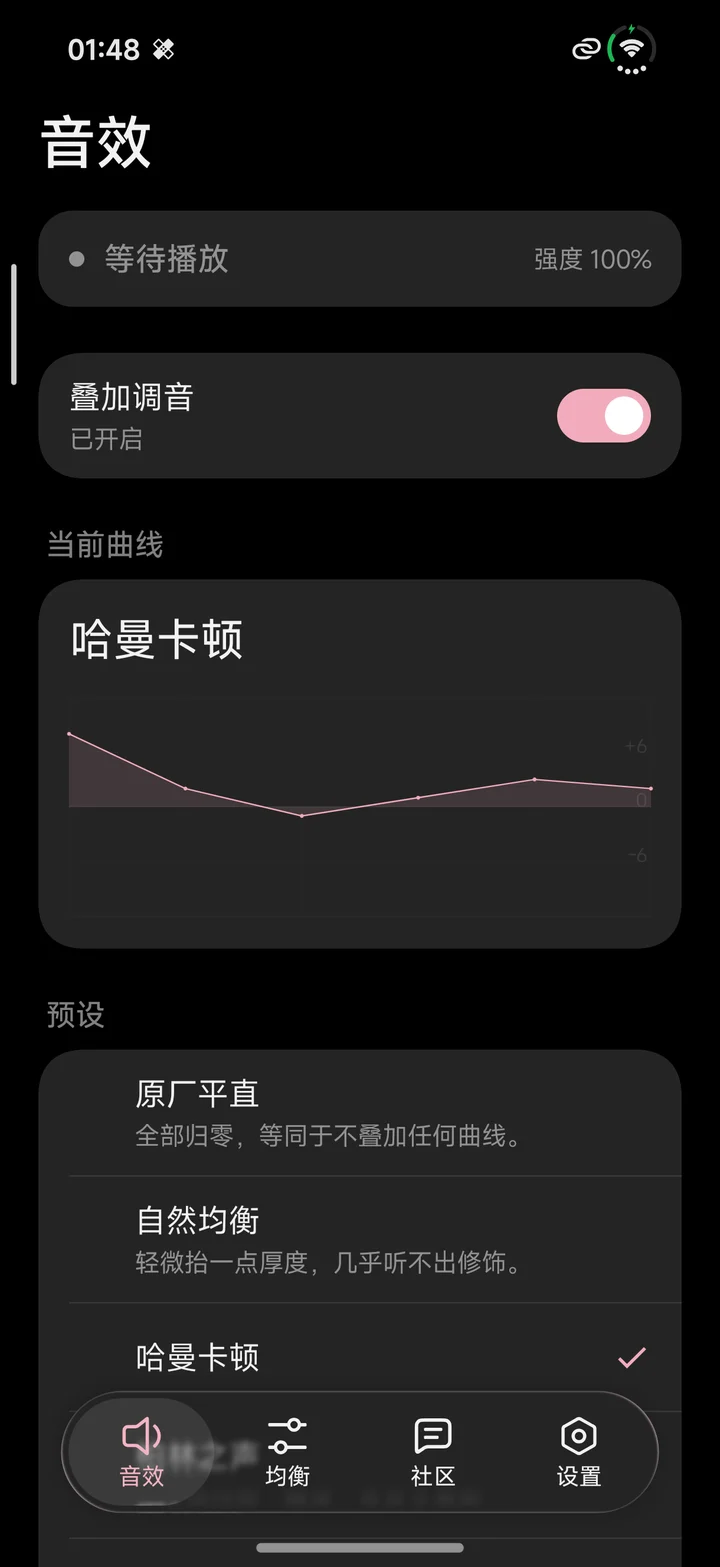 01:48
音效
等待播放
强度 100%
叠加调音
已开启
当前曲线
哈曼卡顿
+6
0
-6
预设
原厂平直
全部归零，等同于不叠加任何曲线。
自然均衡
轻微抬一点厚度，几乎听不出修饰。
哈曼卡顿
林之声
音效
均衡
社区
设置